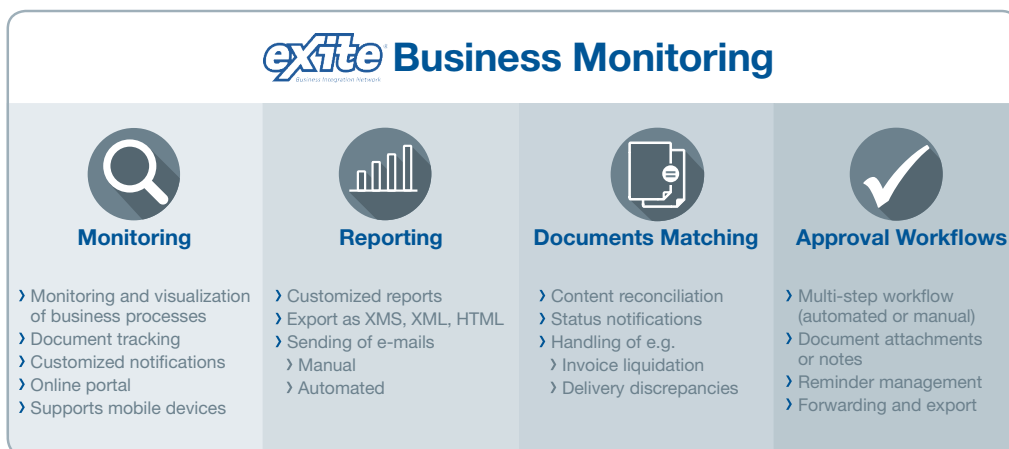 eXite Business Monitoring
Business Integration Network
Monitoring
› Monitoring and visualization
of business processes
› Document tracking
› Customized notifications
› Online portal
› Supports mobile devices
Reporting
› Customized reports
› Export as XMS, XML, HTML
› Sending of e-mails
› Manual
› Automated
Documents Matching
› Content reconciliation
› Status notifications
› Handling of e.g.
› Invoice liquidation
› Delivery discrepancies
Approval Workflows
› Multi-step workflow
(automated or manual)
› Document attachments
or notes
› Reminder management
› Forwarding and export